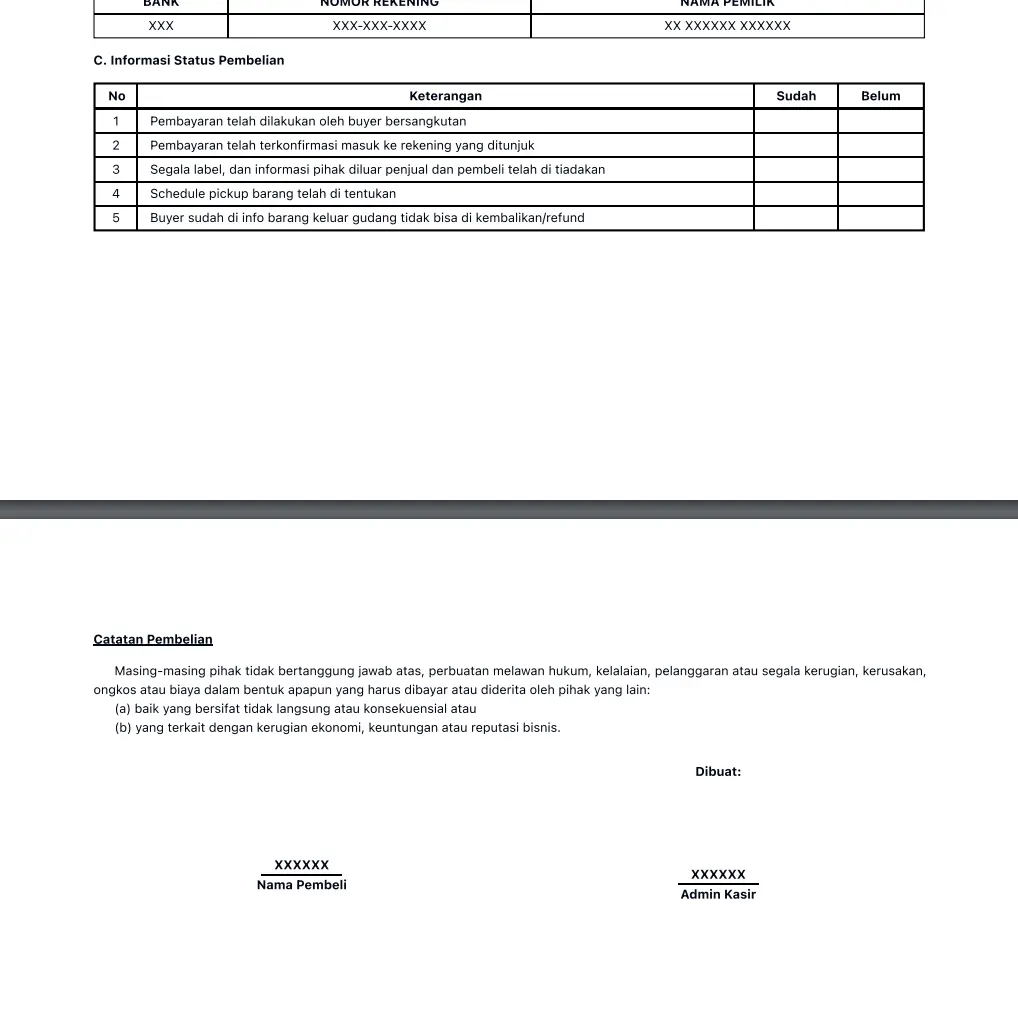 BANK NOMOR REKENING NAMA PEMILIK
XXX XXX-XXX-XXXX XX XXXXXX XXXXXX
C. Informasi Status Pembelian
No Keterangan Sudah Belum
1 Pembayaran telah dilakukan oleh buyer bersangkutan
2 Pembayaran telah terkonfirmasi masuk ke rekening yang ditunjuk
3 Segala label, dan informasi pihak diluar penjual dan pembeli telah di tiadakan
4 Schedule pickup barang telah di tentukan
5 Buyer sudah di info barang keluar gudang tidak bisa di kembalikan/refund
Catatan Pembelian
Masing-masing pihak tidak bertanggung jawab atas, perbuatan melawan hukum, kelalaian, pelanggaran atau segala kerugian, kerusakan,
ongkos atau biaya dalam bentuk apapun yang harus dibayar atau diderita oleh pihak yang lain:
(a) baik yang bersifat tidak langsung atau konsekuensial atau
(b) yang terkait dengan kerugian ekonomi, keuntungan atau reputasi bisnis.
Dibuat:
XXXXXX
Nama Pembeli
XXXXXX
Admin Kasir